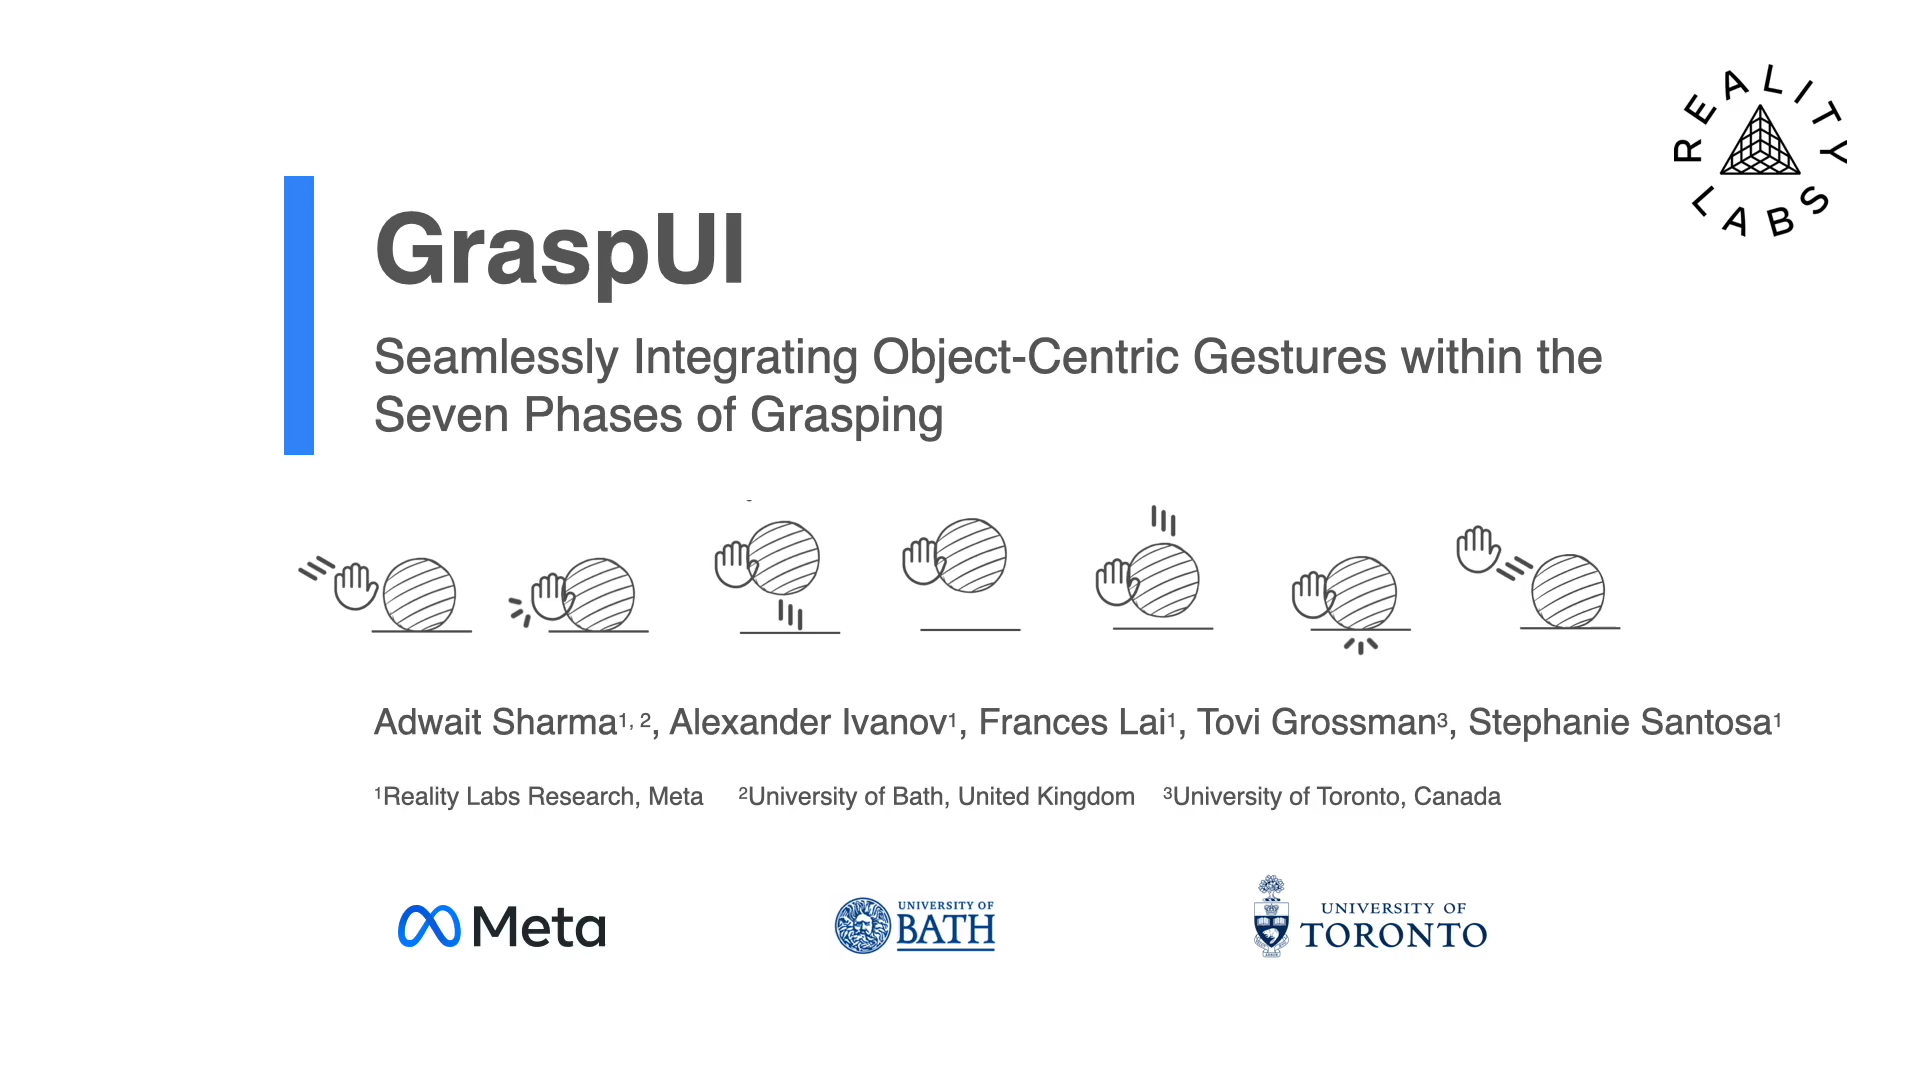 REALITY LABS
GraspUI
Seamlessly Integrating Object-Centric Gestures within the
Seven Phases of Grasping
Adwait Sharma1, 2, Alexander Ivanov1, Frances Lai1, Tovi Grossman3, Stephanie Santosa1
1Reality Labs Research, Meta 2University of Bath, United Kingdom 3University of Toronto, Canada
Meta
UNIVERSITY OF
BATH
UNIVERSITY OF
TORONTO